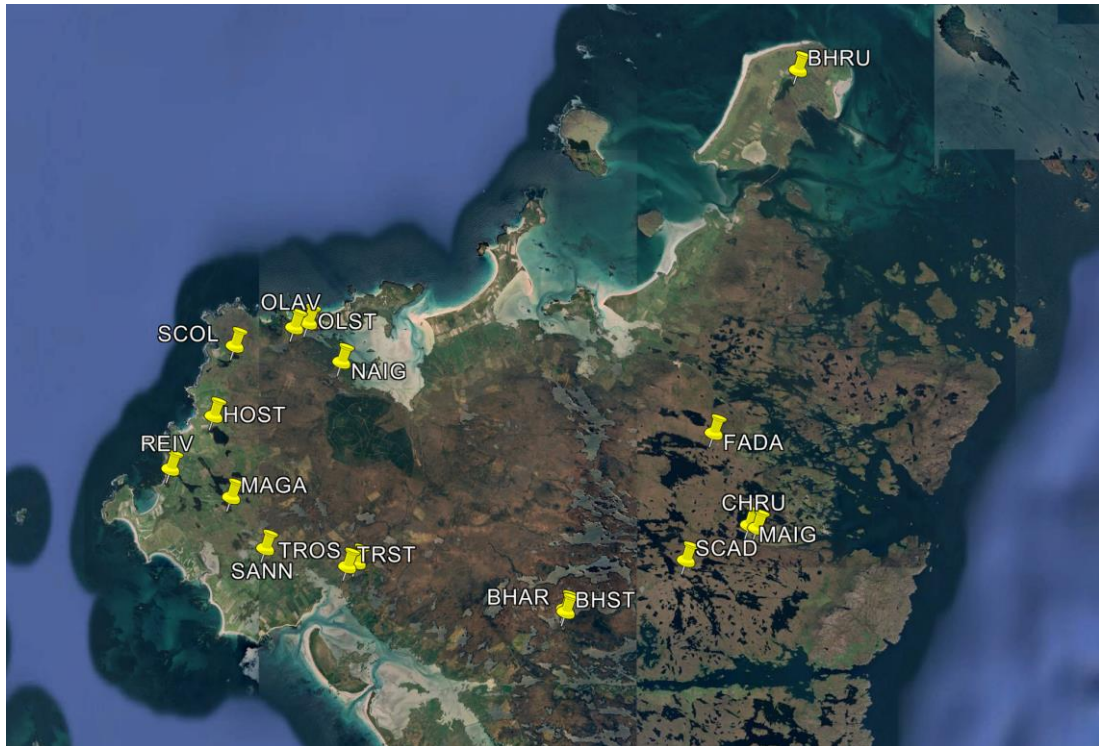 BHRU
OLAV
OLST
SCOL
NAIG
HOST
FADA
REIV
MAGA
CHRU
MAIG
TROS
TRST
SCAD
SANN
BHAR
BHST